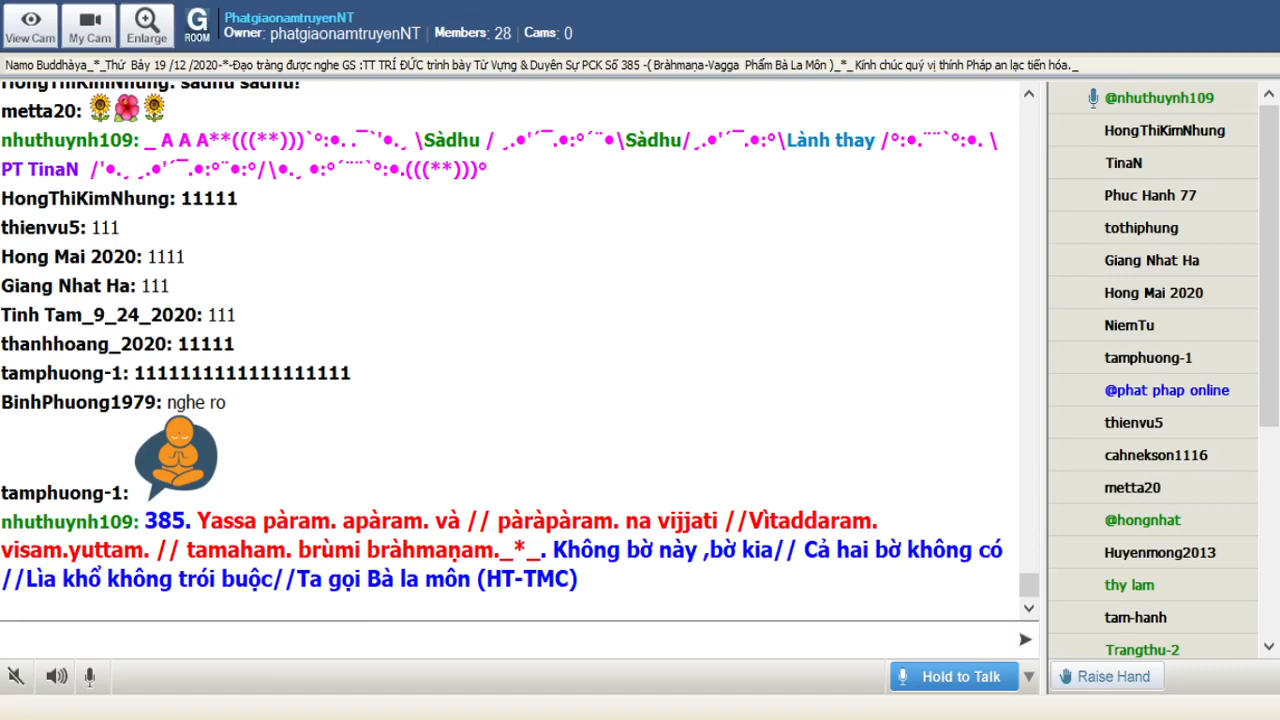 View Cam
My Cam
Enlarge
G
ROOM
PhatgiaonamtruyenNT
Owner: phatgiaonamtruyenNT | Members: 28 | Cams: 0
Namo Buddhàya_*_Thứ Bảy 19 /12 /2020-*-Đạo tràng được nghe GS :TT TRÍ ĐỨC trình bày Từ Vựng & Duyên Sự PCK Số 385 -( Bràhmaṇa-Vagga Phẩm Bà La Môn )_*_Kính chúc quý vị thính Pháp an lạc tiến hóa._
HongThiKimNhung: sadhu sadhu!
metta20:
nhuthuynh109: _ A A A**(((**)))`°:•. .¯`'•.¸ \Sàdhu / ¸.•'´¯.•:°´¨•\Sàdhu/¸.•'´¯.•:°\Lành thay /°:•.¨¨`°:•. \
PT TinaN /'•.¸ ¸.•'´¯.•:°¨•:°/\•.¸ •:°´¨¨`°:•.(((**)))°
HongThiKimNhung: 11111
thienvu5: 111
Hong Mai 2020: 1111
Giang Nhat Ha: 111
Tinh Tam_9_24_2020: 111
thanhhoang_2020: 11111
tamphuong-1: 11111111111111111111
BinhPhuong1979: nghe ro
tamphuong-1:
nhuthuynh109: 385. Yassa pàram. apàram. và // pàràpàram. na vijjati //Vìtaddaram.
visam.yuttam. // tamaham. brùmi bràhmaṇam._*_. Không bờ này ,bờ kia// Cả hai bờ không có
//Lìa khổ không trói buộc//Ta gọi Bà la môn (HT-TMC)
@nhuthuynh109
HongThiKimNhung
TinaN
Phuc Hanh 77
tothiphung
Giang Nhat Ha
Hong Mai 2020
NiemTu
tamphuong-1
@phat phap online
thienvu5
cahnekson1116
metta20
@hongnhat
Huyenmong2013
thy lam
tam-hanh
Trangthu-2
Hold to Talk
Raise Hand